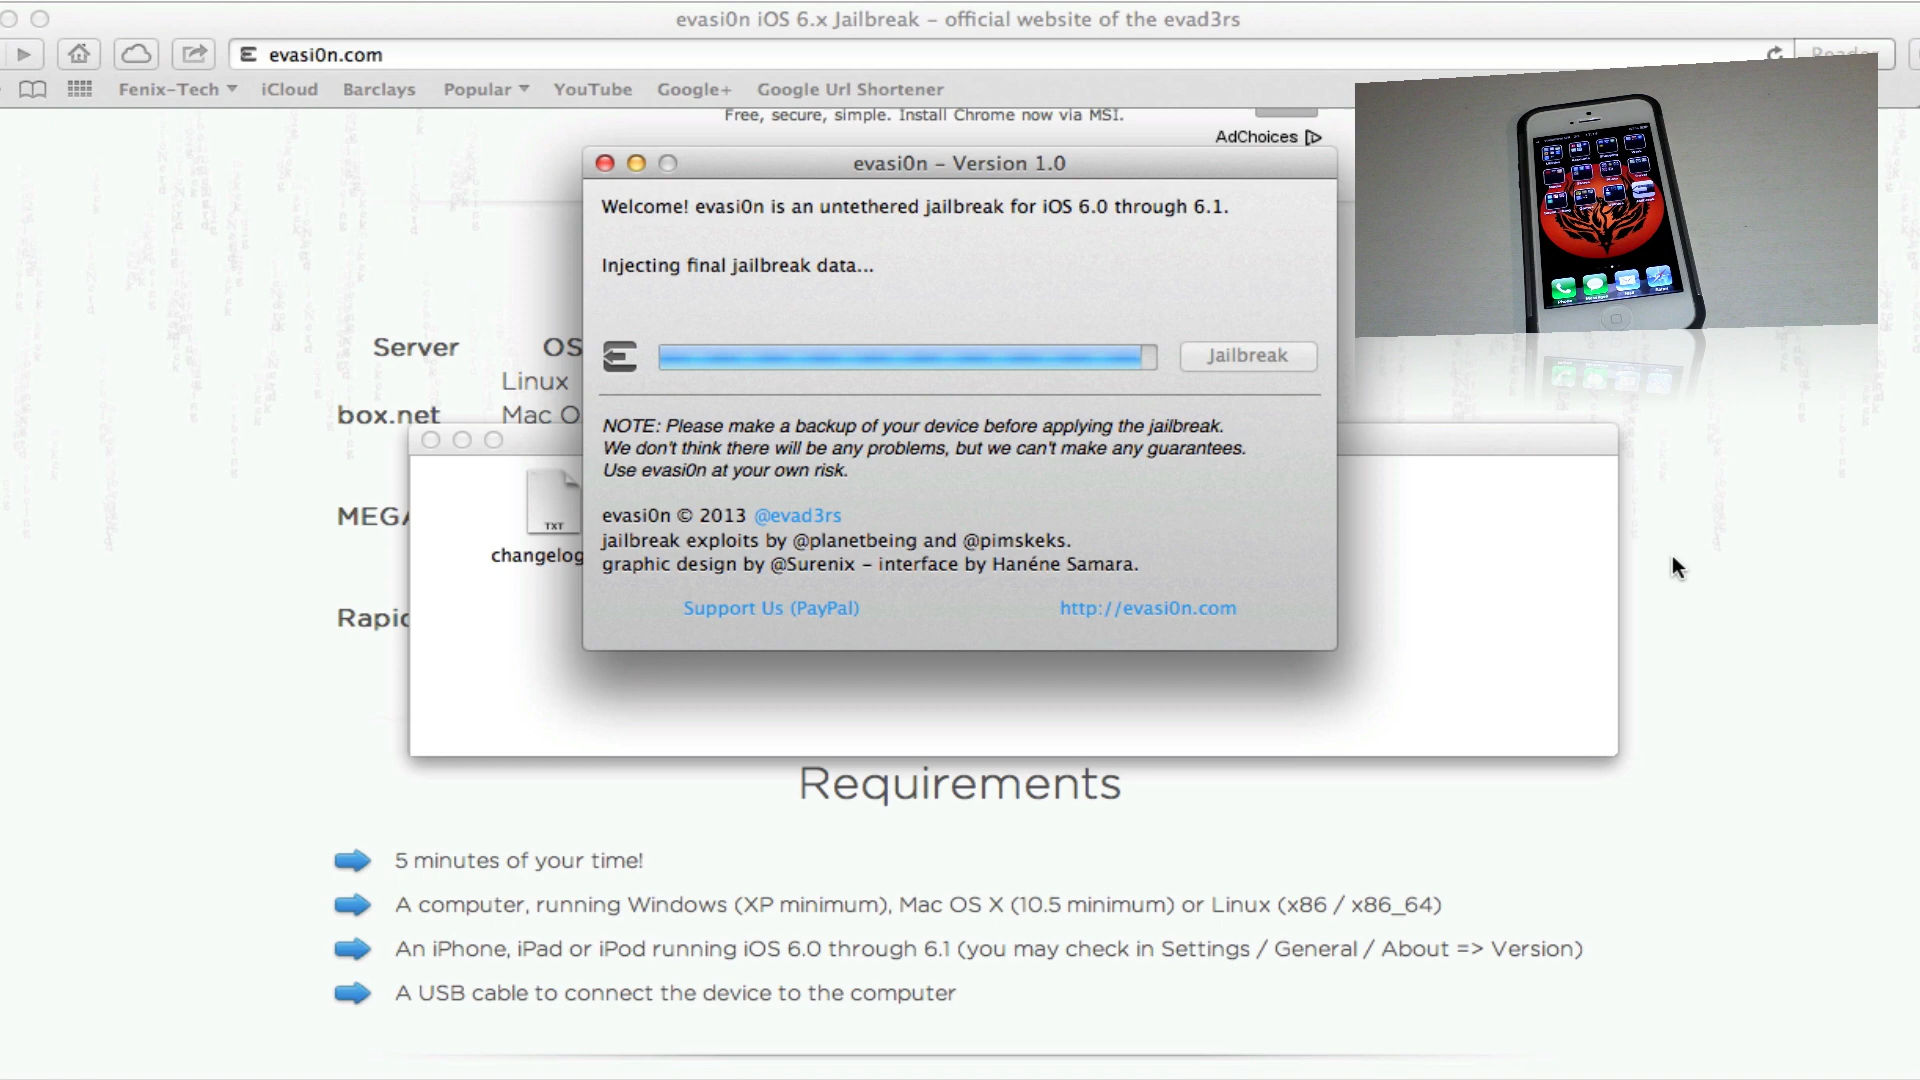 evasi0n iOS 6.x Jailbreak – official website of the evad3rs
evasi0n.com
Reader
Fenix-Tech iCloud Barclays Popular YouTube Google+ Google Url Shortener
Free, secure, simple. Install Chrome now via MSI.
AdChoices
evasi0n – Version 1.0
Welcome! evasi0n is an untethered jailbreak for iOS 6.0 through 6.1.
Injecting final jailbreak data...
Jailbreak
NOTE: Please make a backup of your device before applying the jailbreak.
We don't think there will be any problems, but we can't make any guarantees.
Use evasi0n at your own risk.
evasi0n © 2013 @evad3rs
jailbreak exploits by @planetbeing and @pimskeks.
graphic design by @Surenix – interface by Hanéne Samara.
Support Us (PayPal) http://evasi0n.com
Server OS
Linux
box.net Mac O
MEGA
Rapid
TXT
changelog
Requirements
5 minutes of your time!
A computer, running Windows (XP minimum), Mac OS X (10.5 minimum) or Linux (x86 / x86_64)
An iPhone, iPad or iPod running iOS 6.0 through 6.1 (you may check in Settings / General / About => Version)
A USB cable to connect the device to the computer